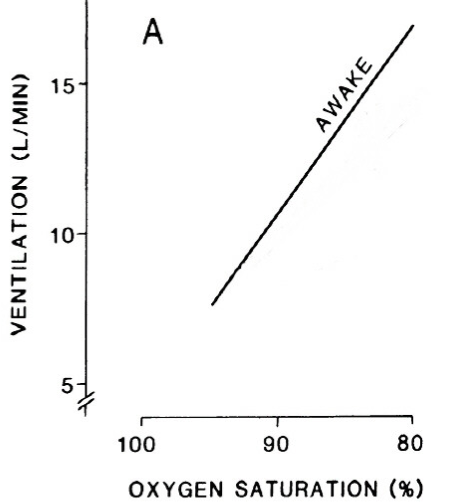 A
VENTILATION (L/MIN)
15
10
5
AWAKE
100 90 80
OXYGEN SATURATION (%)